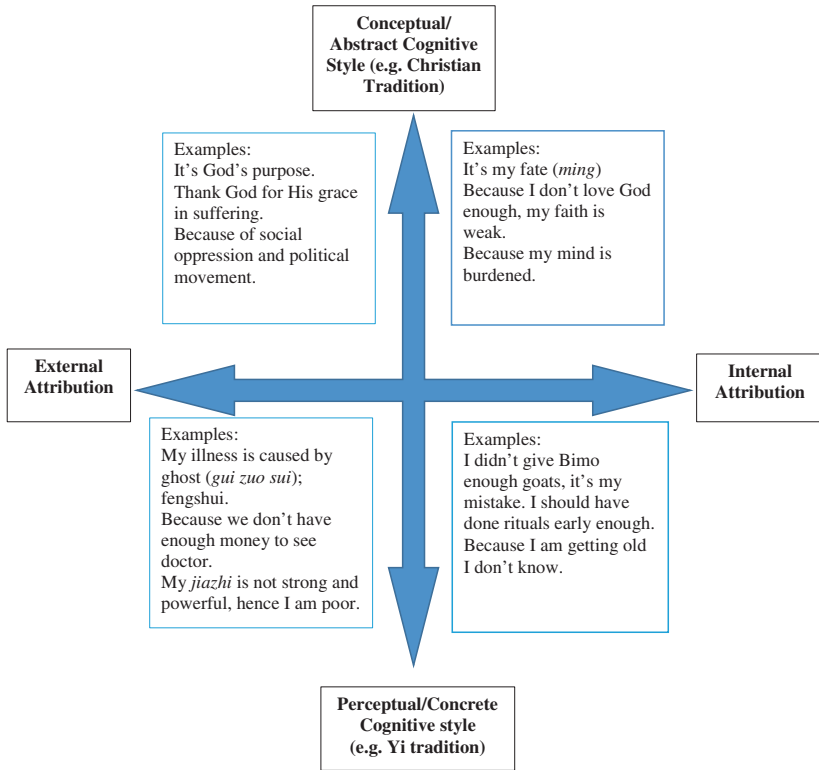 Conceptual/
Abstract Cognitive
Style (e.g. Christian
Tradition)
Examples:
It's God's purpose.
Thank God for His grace
in suffering.
Because of social
oppression and political
movement.
Examples:
It's my fate (ming)
Because I don't love God
enough, my faith is
weak.
Because my mind is
burdened.
External
Attribution
Internal
Attribution
Examples:
My illness is caused by
ghost (gui zuo sui);
fengshui.
Because we don't have
enough money to see
doctor.
My jiazhi is not strong and
powerful, hence I am poor.
Examples:
I didn't give Bimo
enough goats, it's my
mistake. I should have
done rituals early enough.
Because I am getting old
I don't know.
Perceptual/Concrete
Cognitive style
(e.g. Yi tradition)